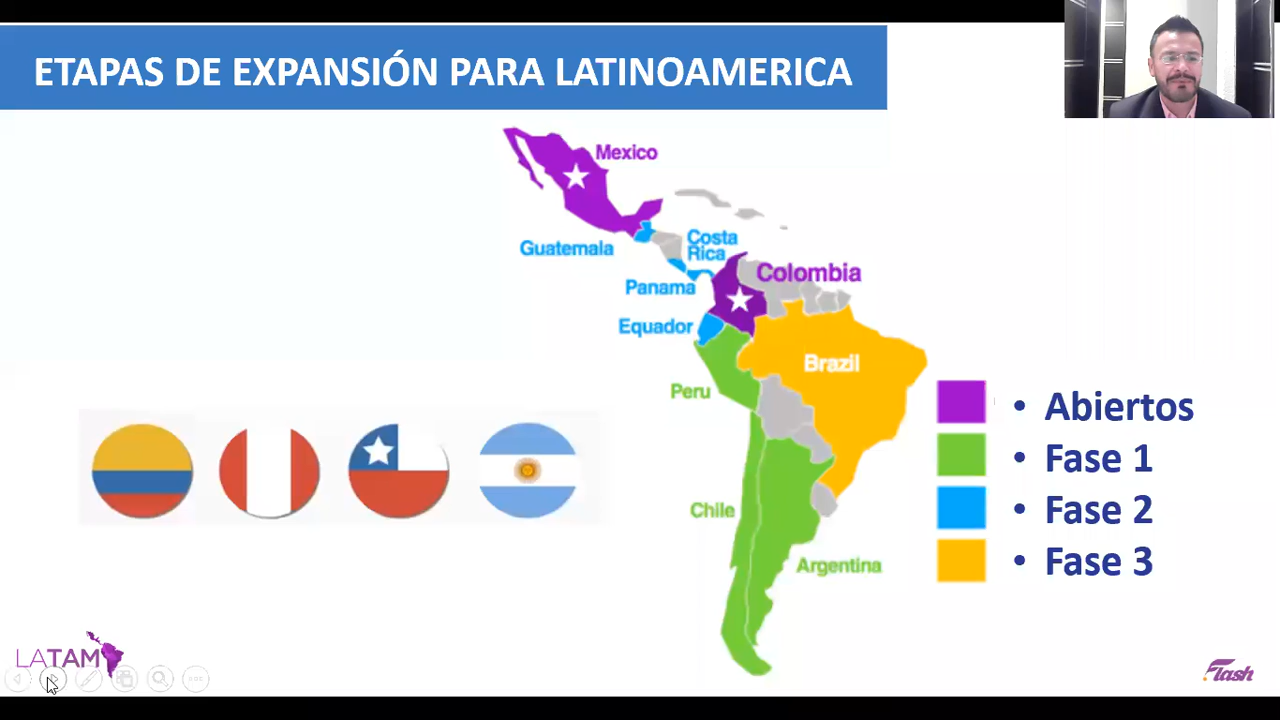 ETAPAS DE EXPANSIÓN PARA LATINOAMERICA
Mexico
Guatemala
Costa
Rica
Panama
Colombia
Equador
Brazil
Peru
Chile
Argentina
• Abiertos
• Fase 1
• Fase 2
• Fase 3
LATAM
Flash